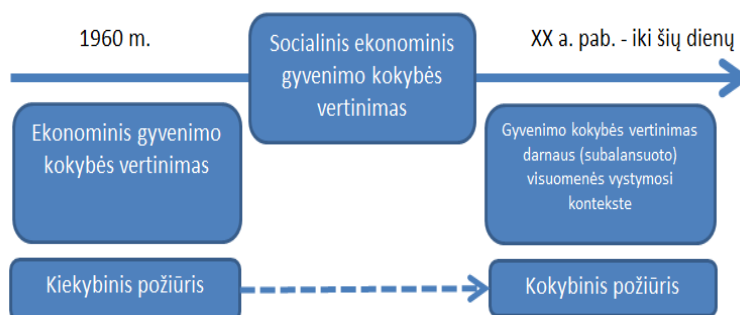 1960 m.
Socialinis ekonominis
gyvenimo kokybės
vertinimas
XX a. pab. - iki šių dienų
Ekonominis gyvenimo
kokybės vertinimas
Gyvenimo kokybės vertinimas
darnaus (subalansuoto)
visuomenės vystymosi
kontekste
Kiekybinis požiūris
Kokybinis požiūris